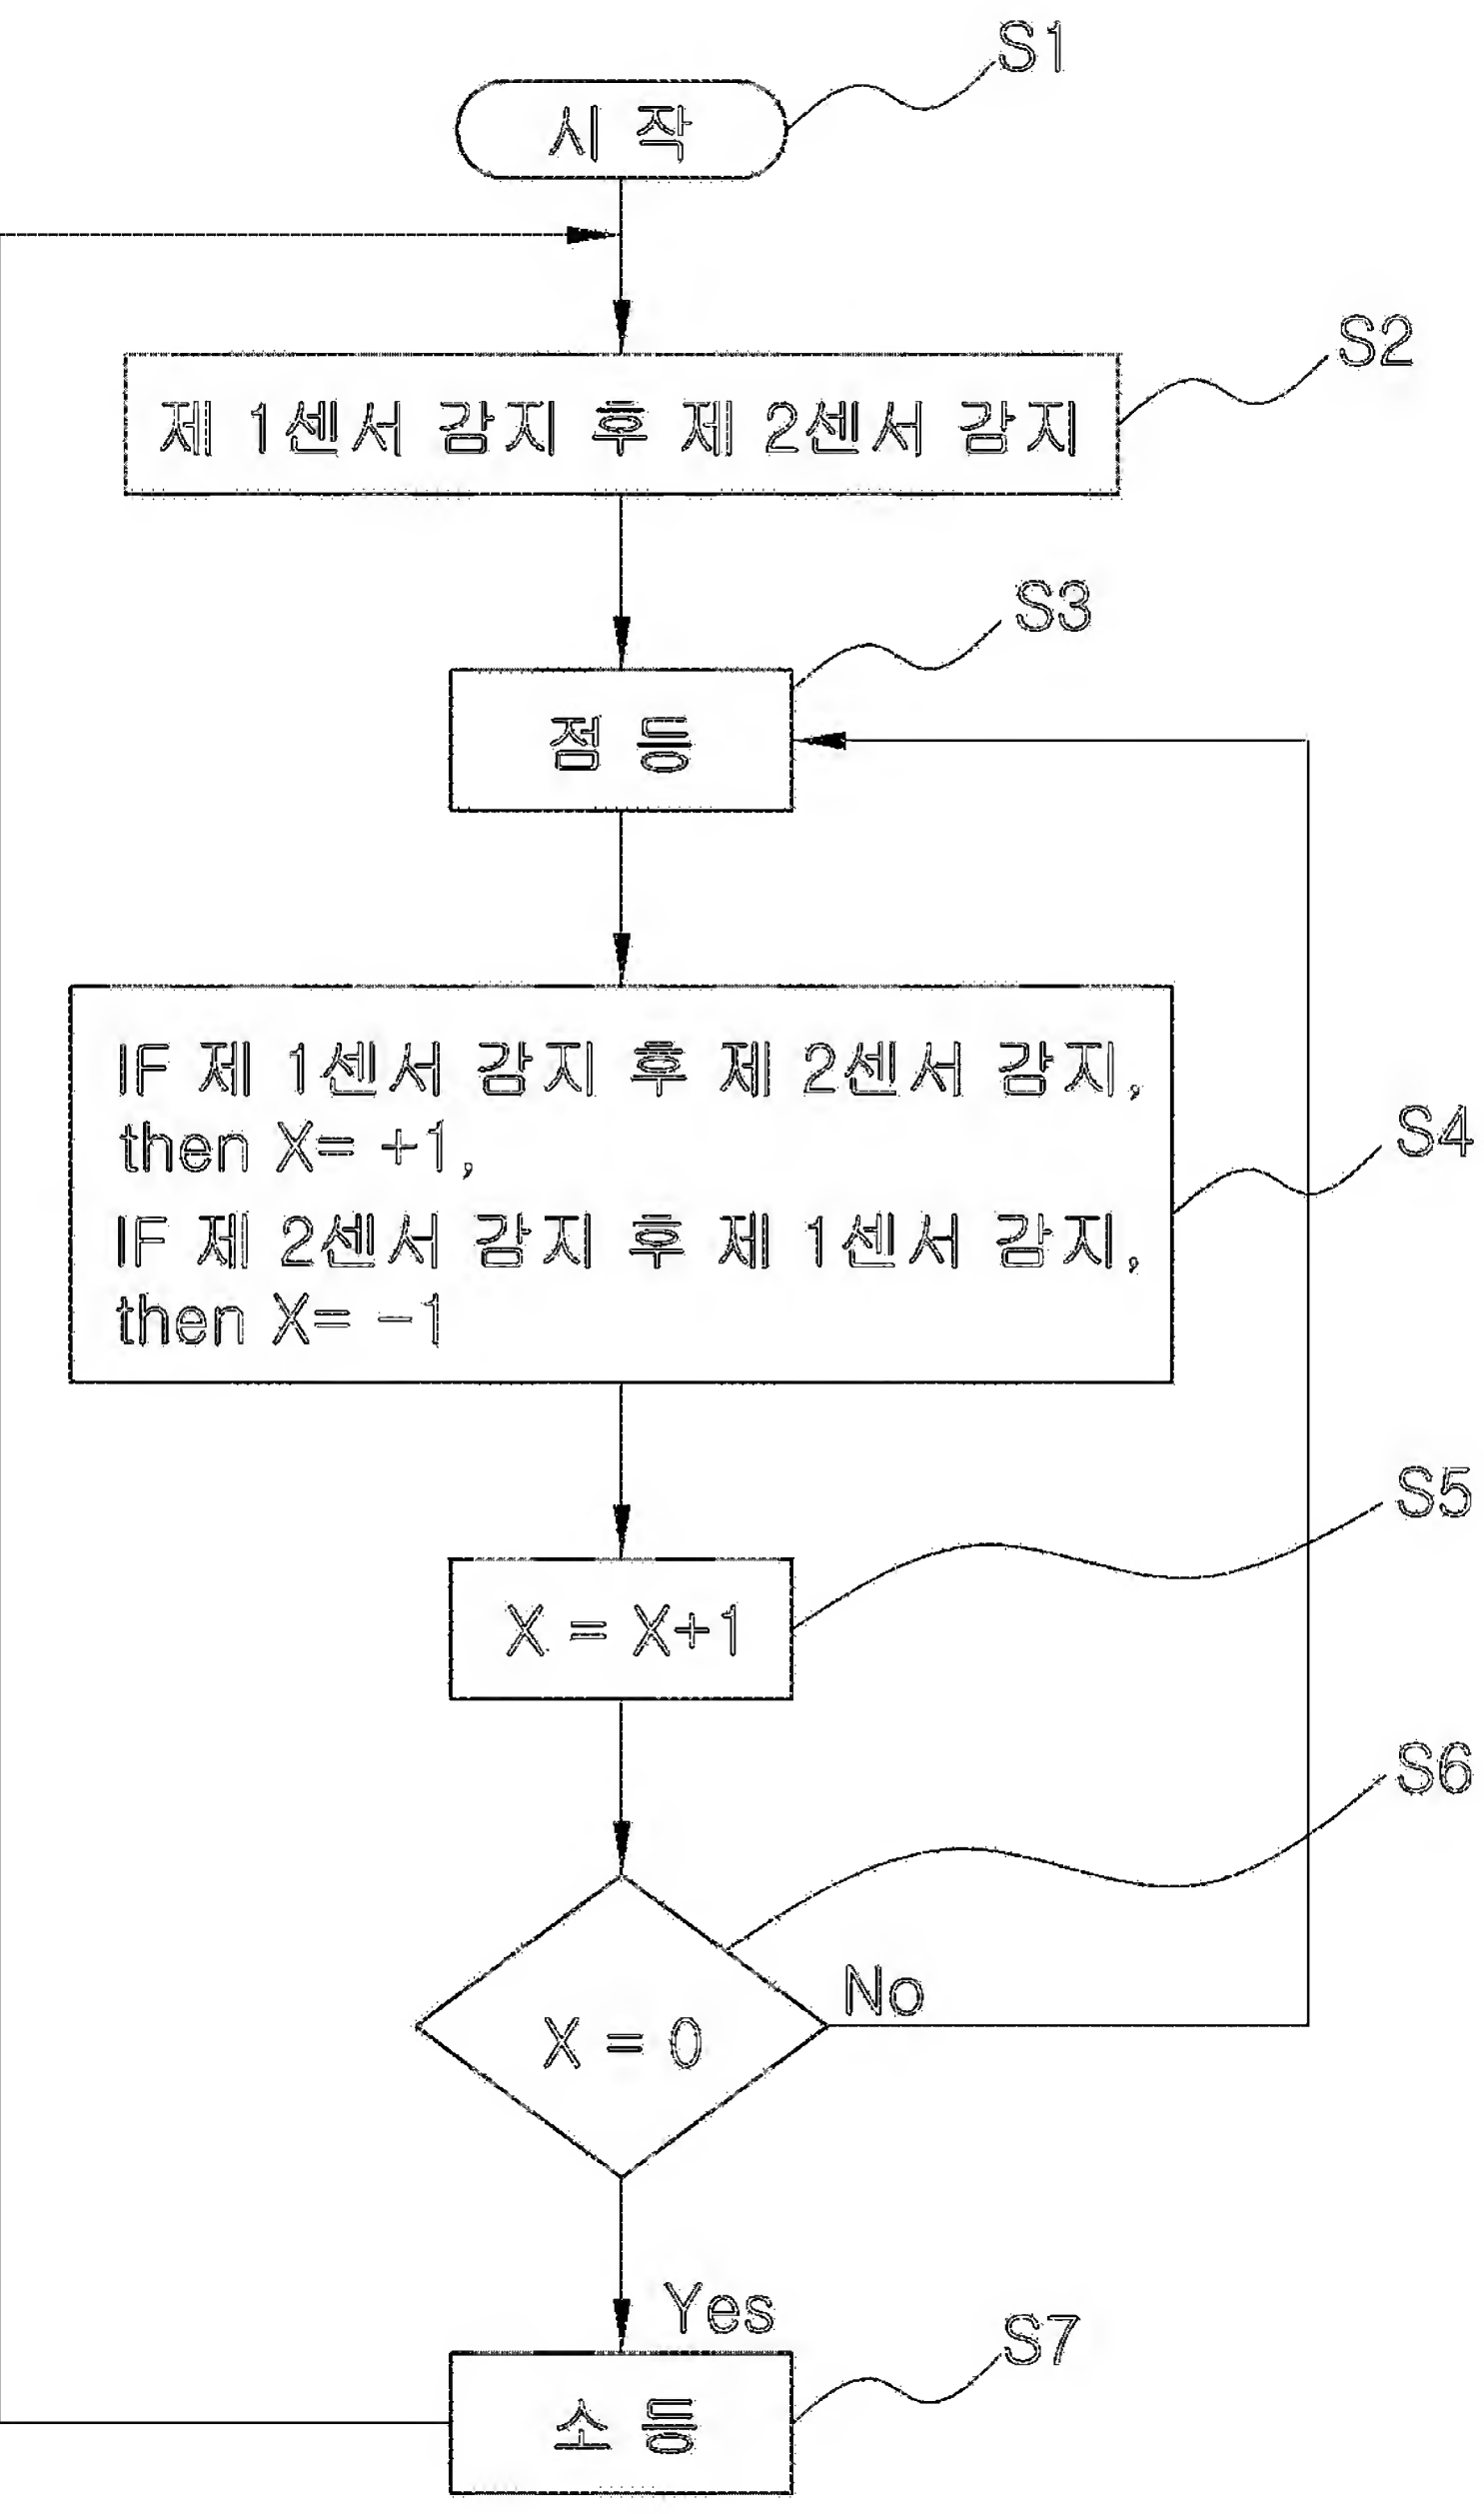 S1
시 작
S2
제 1센서 감지 후 제 2센서 감지
S3
점 등
IF 제 1센서 감지 후 제 2센서 감지,
then X= +1,
IF 제 2센서 감지 후 제 1센서 감지,
then X= -1
S4
S5
X = X+1
S6
X = 0
No
Yes
S7
소 등